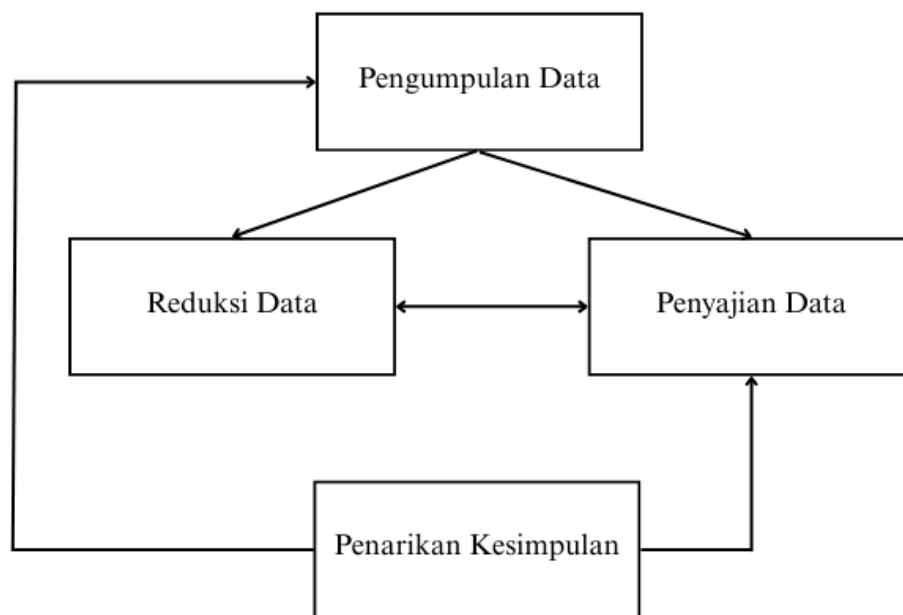 Pengumpulan Data
Reduksi Data
Penyajian Data
Penarikan Kesimpulan